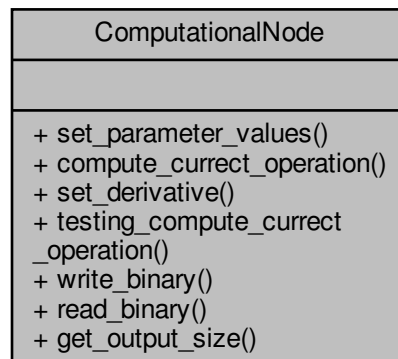 ComputationalNode
+ set_parameter_values()
+ compute_currect_operation()
+ set_derivative()
+ testing_compute_currect
_operation()
+ write_binary()
+ read_binary()
+ get_output_size()